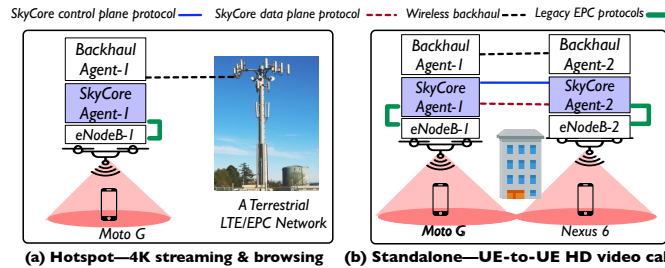 SkyCore control plane protocol SkyCore data plane protocol Wireless backhaul Legacy EPC protocols
Backhaul
Agent-1
SkyCore
Agent-1
eNodeB-1
Moto G
A Terrestrial
LTE/EPC Network
(a) Hotspot—4K streaming & browsing
Backhaul
Agent-1
SkyCore
Agent-1
eNodeB-1
Moto G
Backhaul
Agent-2
SkyCore
Agent-2
eNodeB-2
Nexus 6
(b) Standalone—UE-to-UE HD video cal